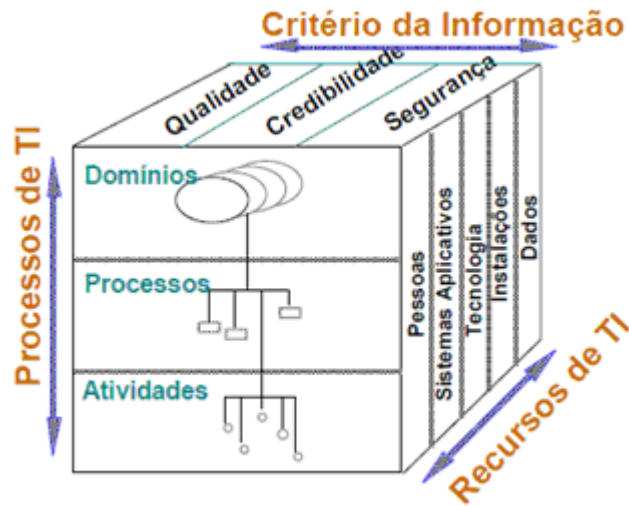 Critério da Informação
Qualidade
Credibilidade
Segurança
Processos de TI
Domínios
Processos
Atividades
Pessoas
Sistemas Aplicativos
Tecnologia
Instalações
Dados
Recursos de TI